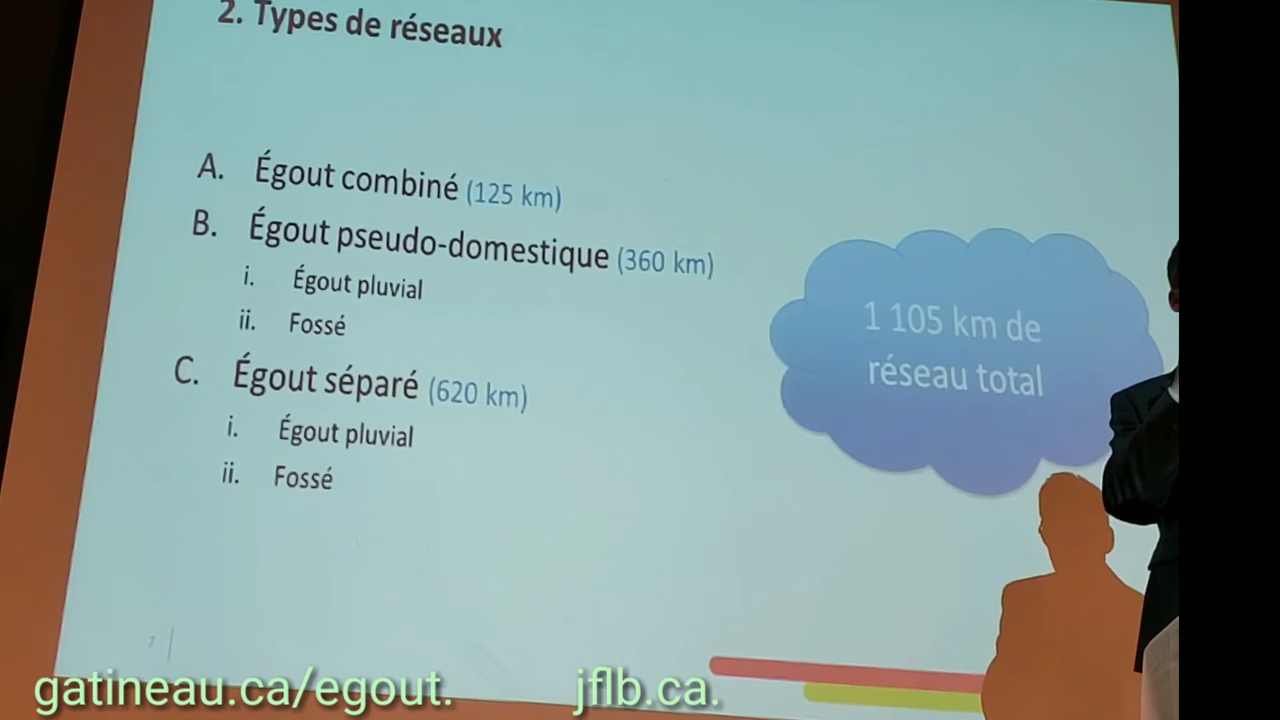 2. Types de réseaux
A. Égout combiné (125 km)
B. Égout pseudo-domestique (360 km)
i. Égout pluvial
ii. Fossé
C. Égout séparé (620 km)
i. Égout pluvial
ii. Fossé
1 105 km de
réseau total
7
gatineau.ca/egout. jflb.ca.